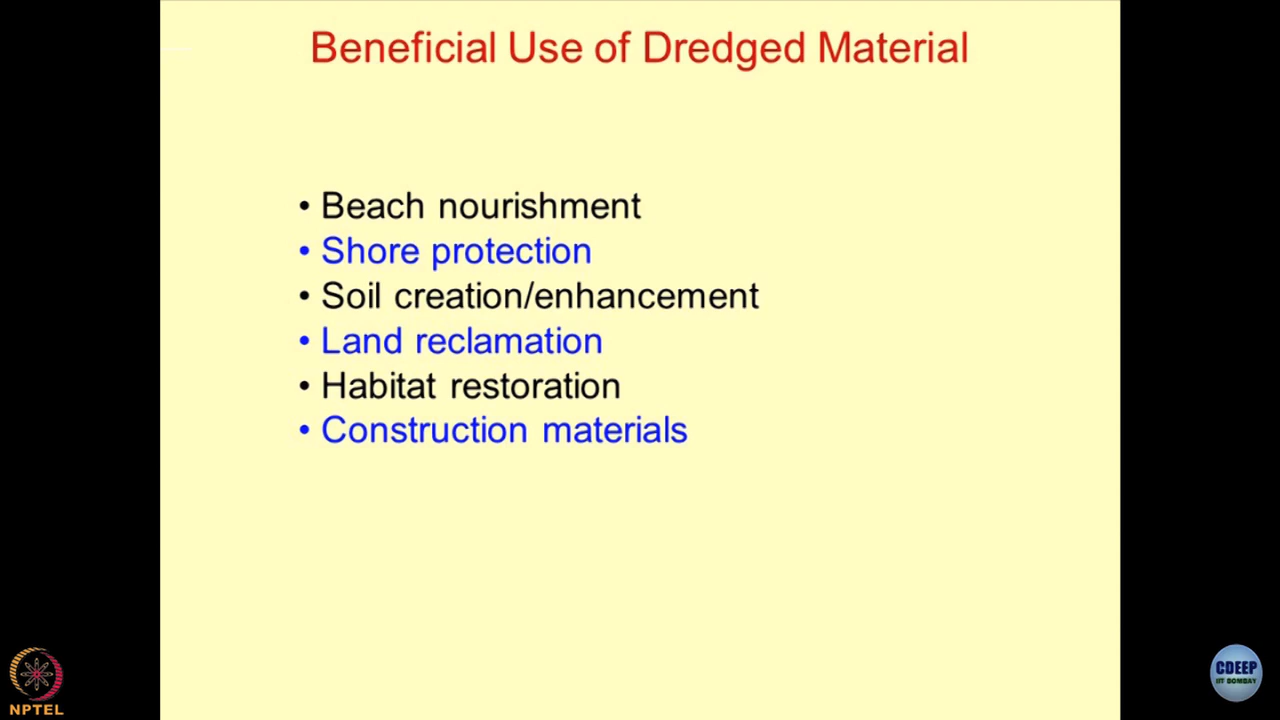 Beneficial Use of Dredged Material
• Beach nourishment
• Shore protection
• Soil creation/enhancement
• Land reclamation
• Habitat restoration
• Construction materials
NPTEL
CDEEP
IIT BOMBAY